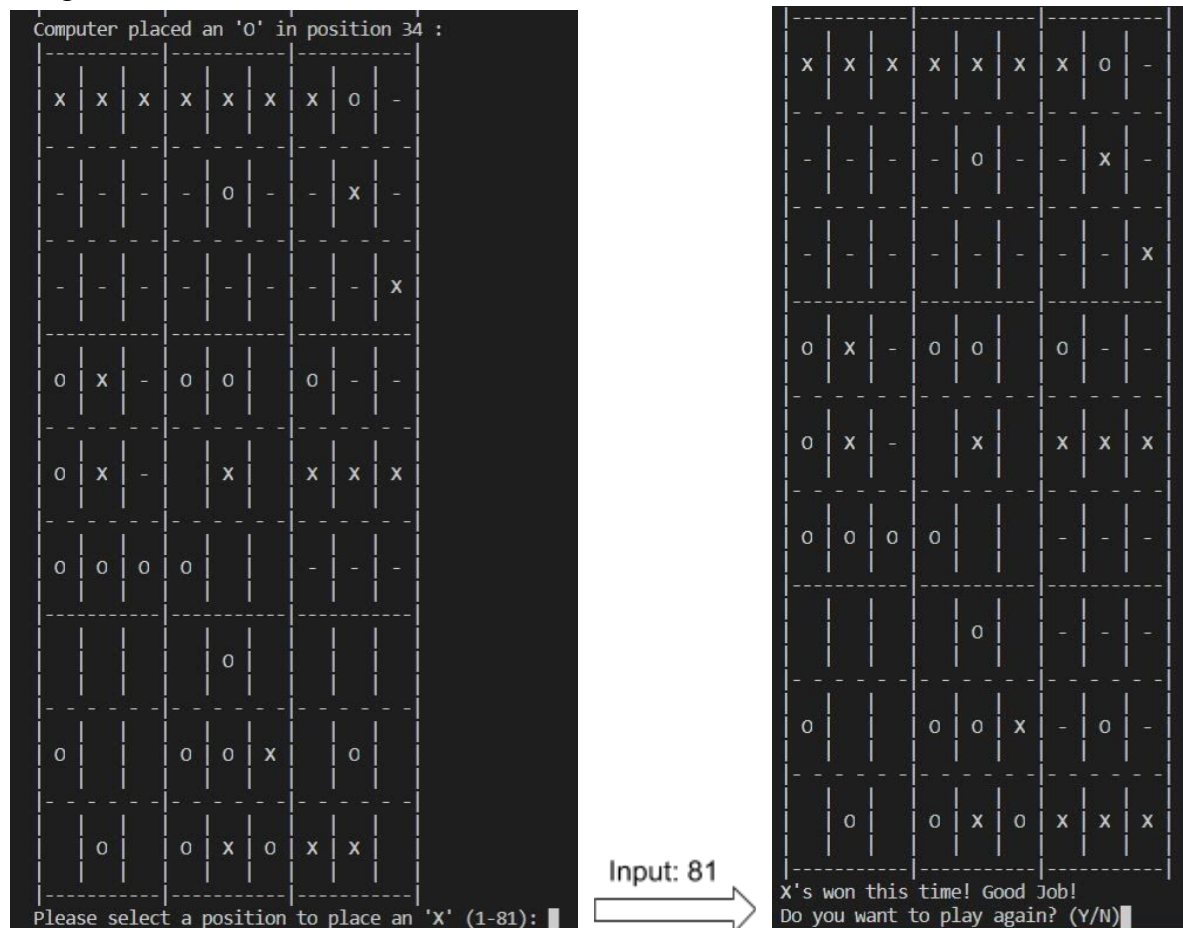 Computer placed an 'O' in position 34 :
X X X X X X X O -
- - - - O - - X -
- - - - - - - - X
O X - O O O - -
O X - X X X X
O O O O - - -
O
O O O X O
O O X O X X
Please select a position to place an 'X' (1-81):
Input: 81
X X X X X X X O -
- - - - O - - X -
- - - - - - - - X
O X - O O O - -
O X - X X X X
O O O O - - -
O - - -
O O O X - O -
O O X O X X X
X's won this time! Good Job!
Do you want to play again? (Y/N)